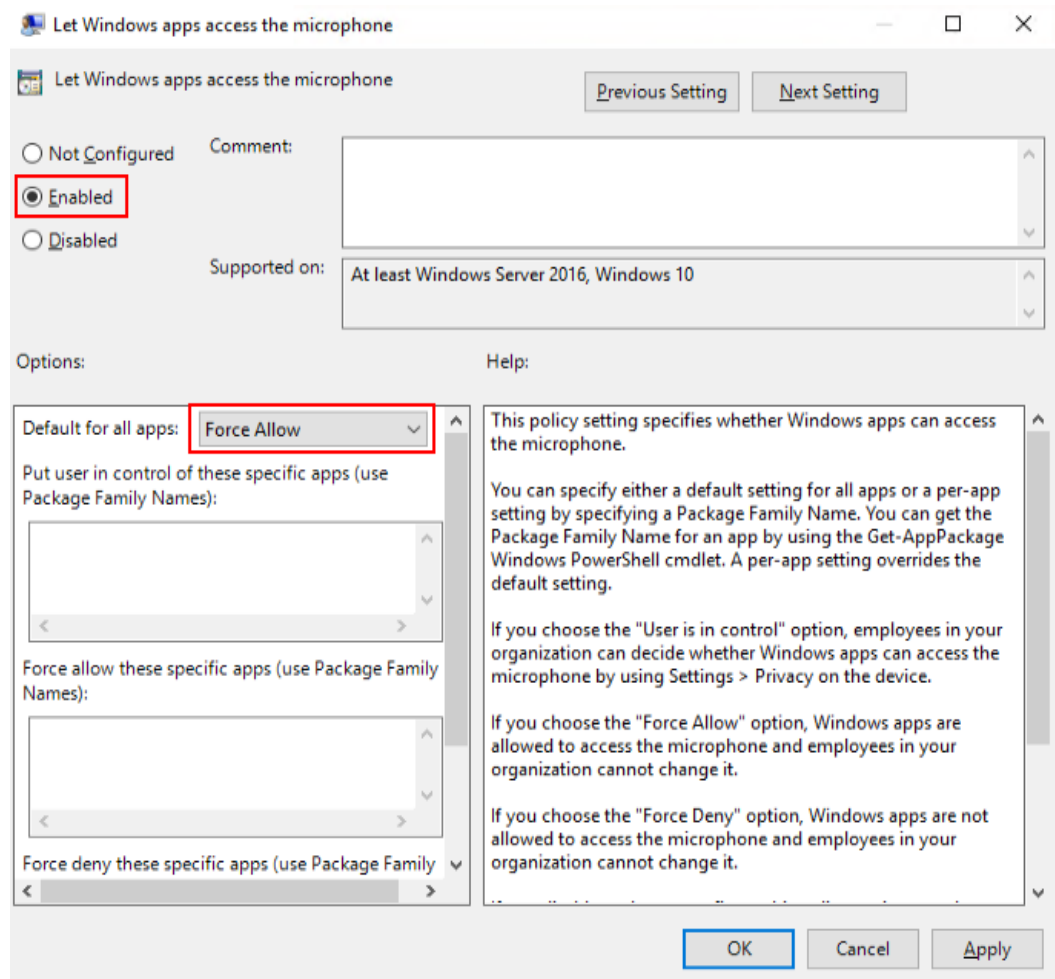 Let Windows apps access the microphone
Let Windows apps access the microphone
Previous Setting
Next Setting
Not Configured
Enabled
Disabled
Comment:
Supported on:
At least Windows Server 2016, Windows 10
Options:
Help:
Default for all apps:
Force Allow
Put user in control of these specific apps (use
Package Family Names):
Force allow these specific apps (use Package Family
Names):
Force deny these specific apps (use Package Family
This policy setting specifies whether Windows apps can access
the microphone.
You can specify either a default setting for all apps or a per-app
setting by specifying a Package Family Name. You can get the
Package Family Name for an app by using the Get-AppPackage
Windows PowerShell cmdlet. A per-app setting overrides the
default setting.
If you choose the "User is in control" option, employees in your
organization can decide whether Windows apps can access the
microphone by using Settings > Privacy on the device.
If you choose the "Force Allow" option, Windows apps are
allowed to access the microphone and employees in your
organization cannot change it.
If you choose the "Force Deny" option, Windows apps are not
allowed to access the microphone and employees in your
organization cannot change it.
OK
Cancel
Apply